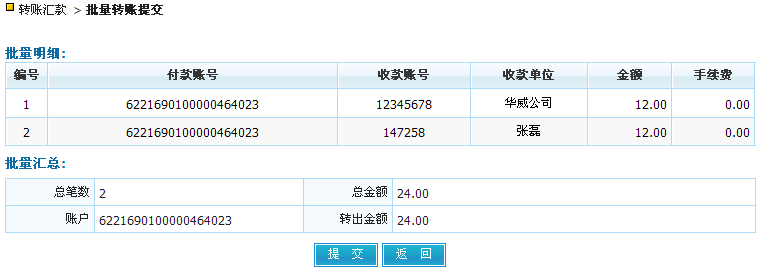 转账汇款 > 批量转账提交
批量明细:
编号 付款账号 收款账号 收款单位 金额 手续费
1 6221690100000464023 12345678 华威公司 12.00 0.00
2 6221690100000464023 147258 张磊 12.00 0.00
批量汇总:
总笔数 2 总金额 24.00
账户 6221690100000464023 转出金额 24.00
提 交 返 回